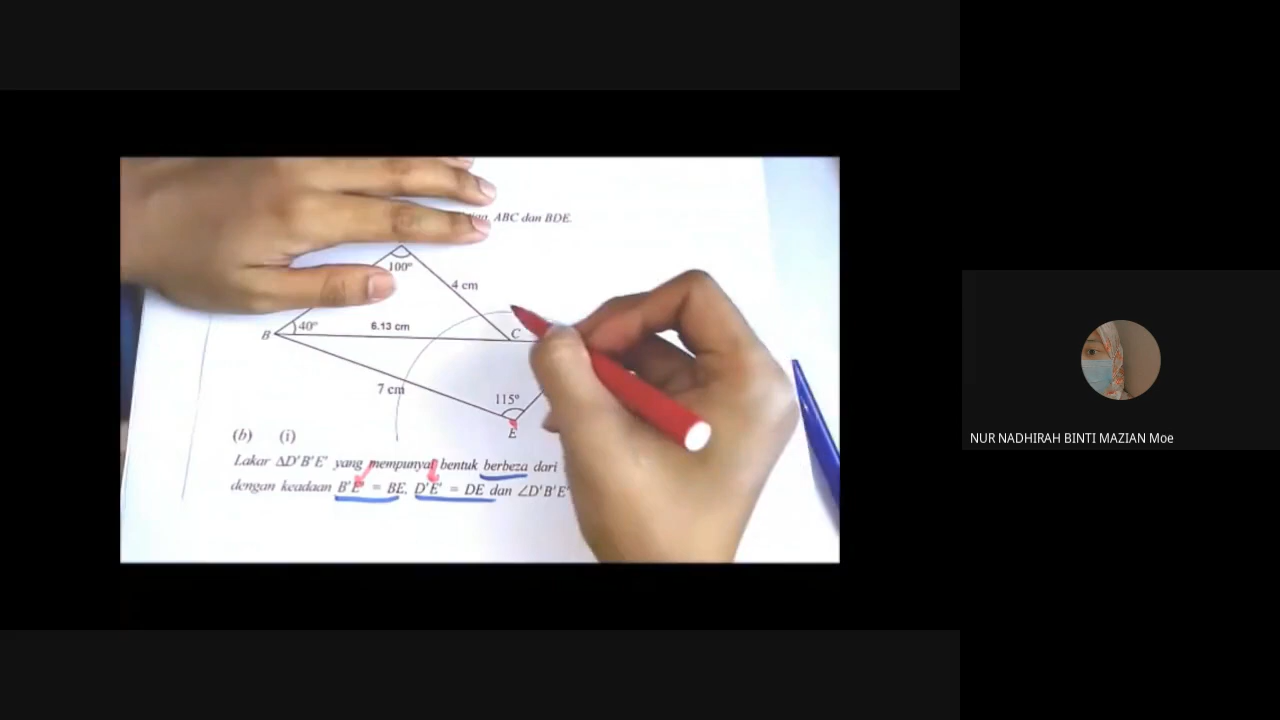 ABC dan BDE.
100°
4 cm
B
40°
6.13 cm
C
7 cm
115°
E
(b) (i)
Lakar ΔD'B'E' yang mempunyai bentuk berbeza dari
dengan keadaan B'E' = BE, D'E' = DE dan ∠D'B'E'
NUR NADHIRAH BINTI MAZIAN Moe